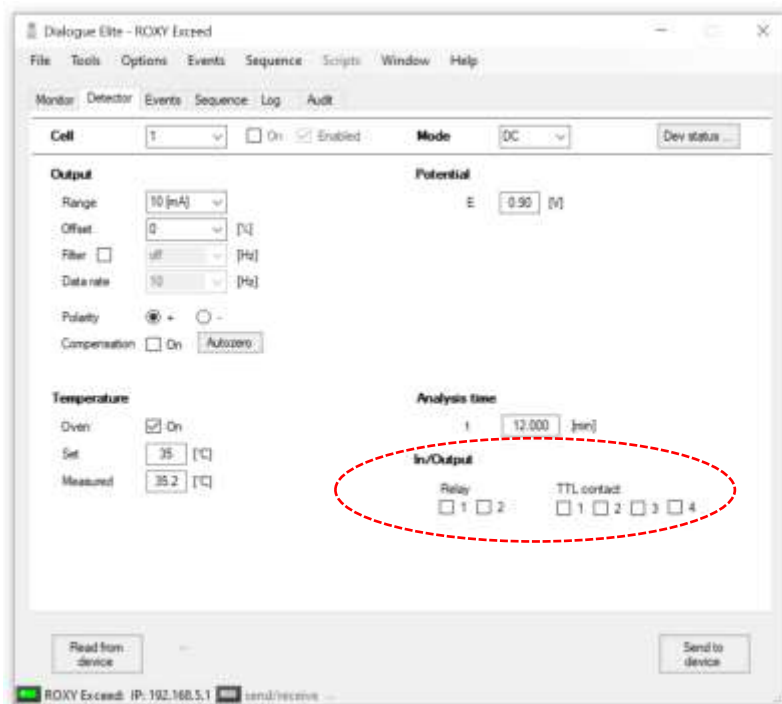 Dialogue Elite - ROXY Exceed
File Tools Options Events Sequence Scripts Window Help
Monitor Detector Events Sequence Log Audit
Cell 1 On Enabled Mode DC Dev status ...
Output Potential
Range 10 [mA] E 0.90 [V]
Offset 0 [%]
Filter off [Hz]
Data rate 10 [Hz]
Polarity + -
Compensation On Autozero
Temperature Analysis time
Oven On t 12.000 [min]
Set 35 [°C] In/Output
Measured 35.2 [°C] Relay TTL contact
1 2 1 2 3 4
Read from device ... Send to device
ROXY Exceed: IP: 192.168.5.1 send/receive ...